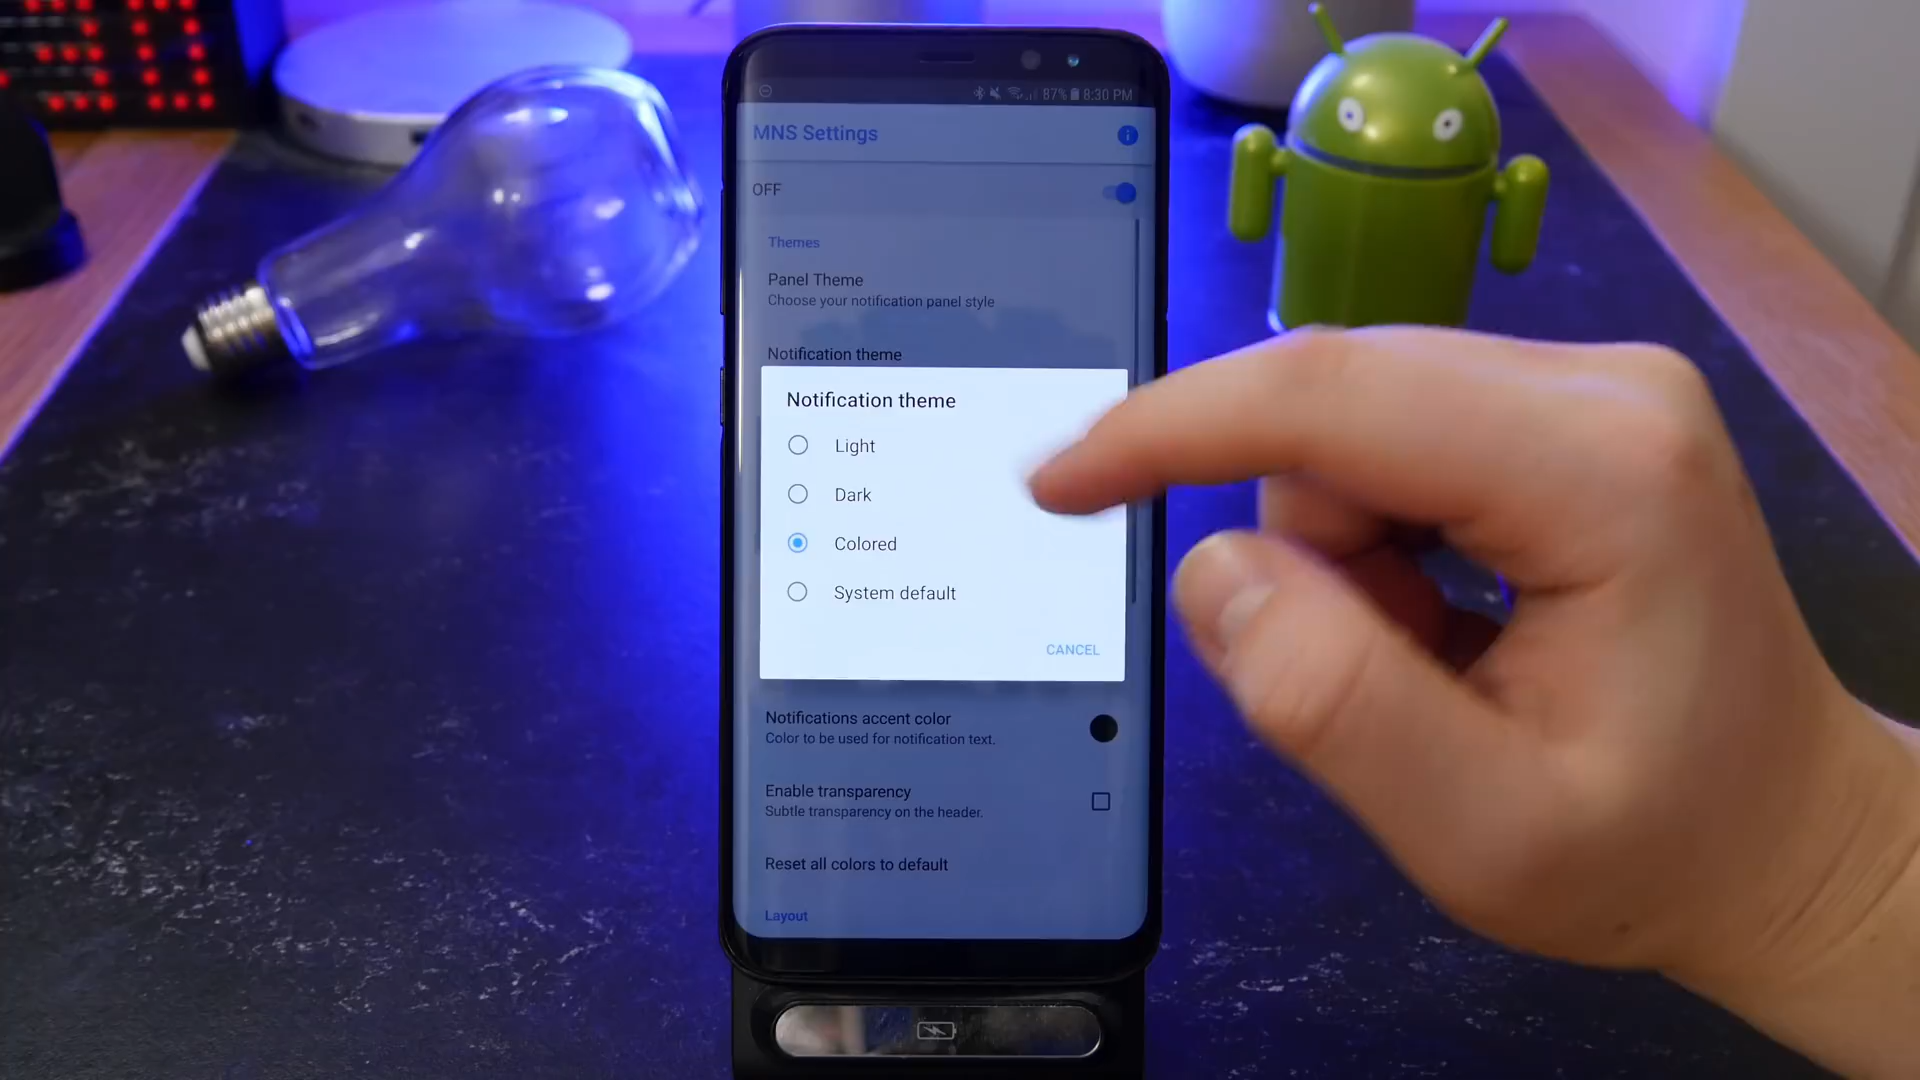 87% 8:30 PM
MNS Settings
OFF
Themes
Panel Theme
Choose your notification panel style
Notification theme
Notification theme
Light
Dark
Colored
System default
CANCEL
Notifications accent color
Color to be used for notification text.
Enable transparency
Subtle transparency on the header.
Reset all colors to default
Layout